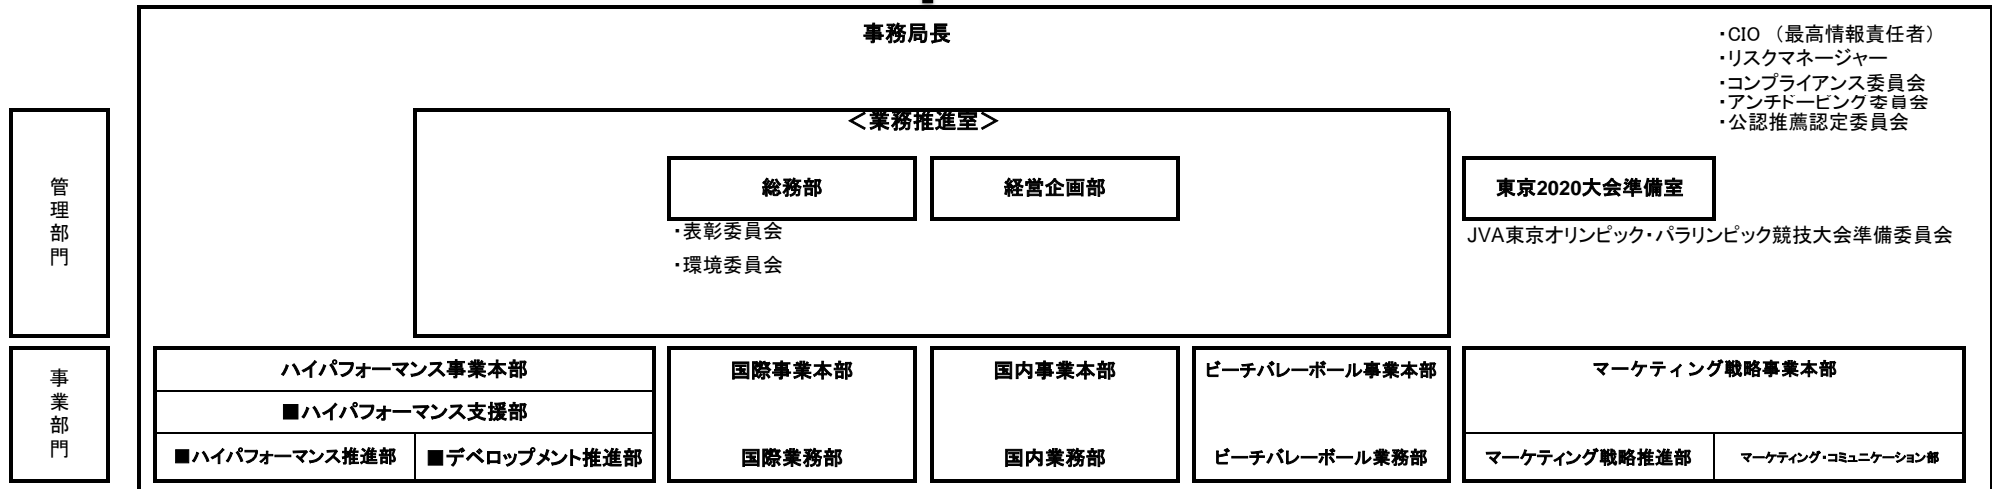 事務局長
・CIO （最高情報責任者）
・リスクマネージャー
・コンプライアンス委員会
・アンチドーピング委員会
・公認推薦認定委員会
管理部門
＜業務推進室＞
総務部
経営企画部
東京2020大会準備室
・表彰委員会
・環境委員会
JVA東京オリンピック・パラリンピック競技大会準備委員会
事業部門
ハイパフォーマンス事業本部
■ハイパフォーマンス支援部
■ハイパフォーマンス推進部
■デベロップメント推進部
国際事業本部
国際業務部
国内事業本部
国内業務部
ビーチバレーボール事業本部
ビーチバレーボール業務部
マーケティング戦略事業本部
マーケティング戦略推進部
マーケティング・コミュニケーション部